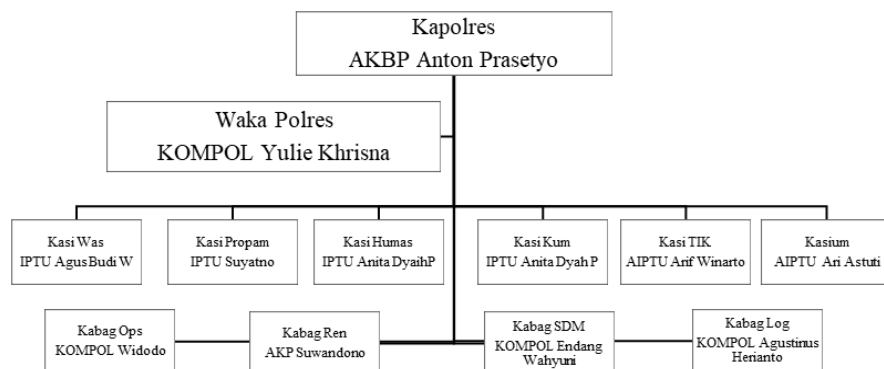 Kapolres
AKBP Anton Prasetyo
Waka Polres
KOMPOL Yulie Khrisna
Kasi Was
IPTU Agus Budi W
Kasi Propam
IPTU Suyatno
Kasi Humas
IPTU Anita DyaihP
Kasi Kum
IPTU Anita Dyah P
Kasi TIK
AIPTU Arif Winarto
Kasium
AIPTU Ari Astuti
Kabag Ops
KOMPOL Widodo
Kabag Ren
AKP Suwandono
Kabag SDM
KOMPOL Endang
Wahyuni
Kabag Log
KOMPOL Agustinus
Herianto